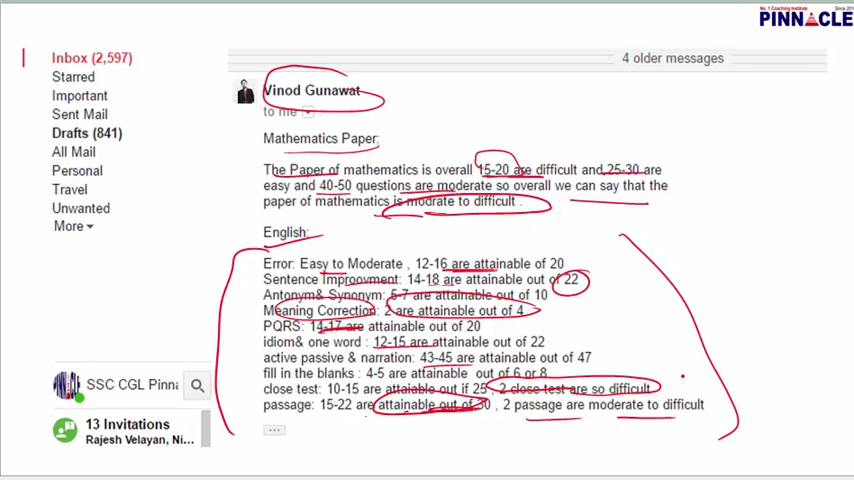 No. 1 Coaching Institute
PINNACLE
Inbox (2,597)
Starred
Important
Sent Mail
Drafts (841)
All Mail
Personal
Travel
Unwanted
More
4 older messages
Vinod Gunawat
to me
Mathematics Paper:
The Paper of mathematics is overall 15-20 are difficult and 25-30 are
easy and 40-50 questions are moderate so overall we can say that the
paper of mathematics is modrate to difficult .
English:
Error: Easy to Moderate , 12-16 are attainable of 20
Sentence Improovment: 14-18 are attainable out of 22
Antonym& Synonym: 5-7 are attainable out of 10
Meaning Correction: 2 are attainable out of 4
PQRS: 14-17 are attainable out of 20
idiom& one word : 12-15 are attainable out of 22
active passive & narration: 43-45 are attainable out of 47
fill in the blanks : 4-5 are attainable out of 6 or 8
close test: 10-15 are attaiable out if 25 , 2 close test are so difficult
passage: 15-22 are attainable out of 30 , 2 passage are moderate to difficult
SSC CGL Pinna
13 Invitations
Rajesh Velayan, Ni...